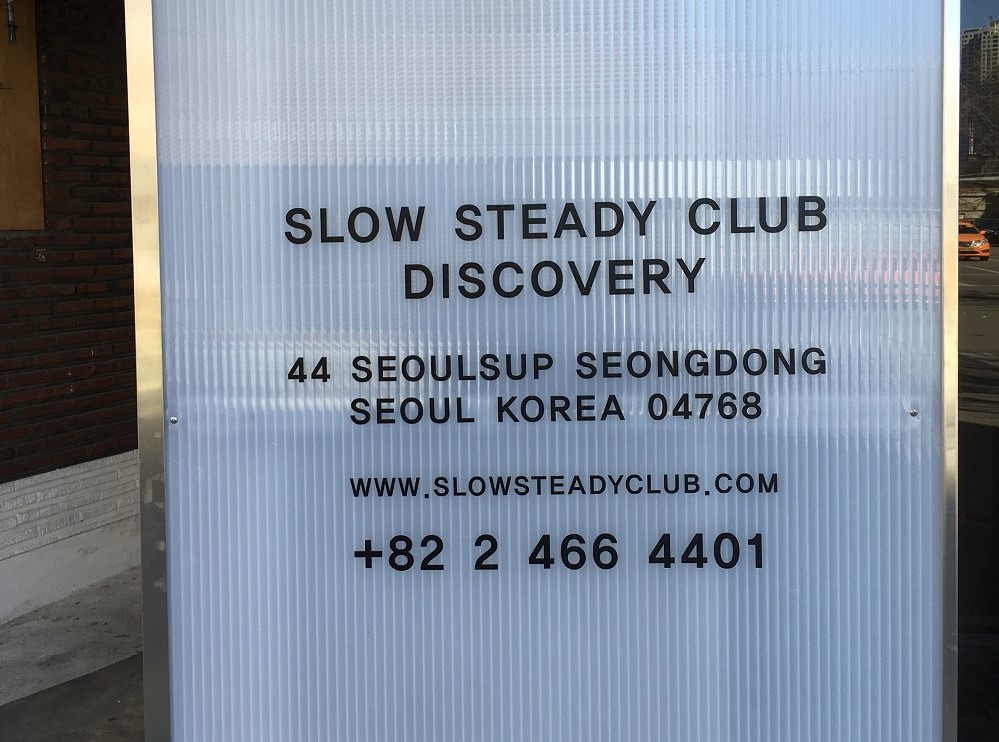 SLOW STEADY CLUB
DISCOVERY
44 SEOULSUP SEONGDONG
SEOUL KOREA 04768
WWW.SLOWSTEADYCLUB.COM
+82 2 466 4401